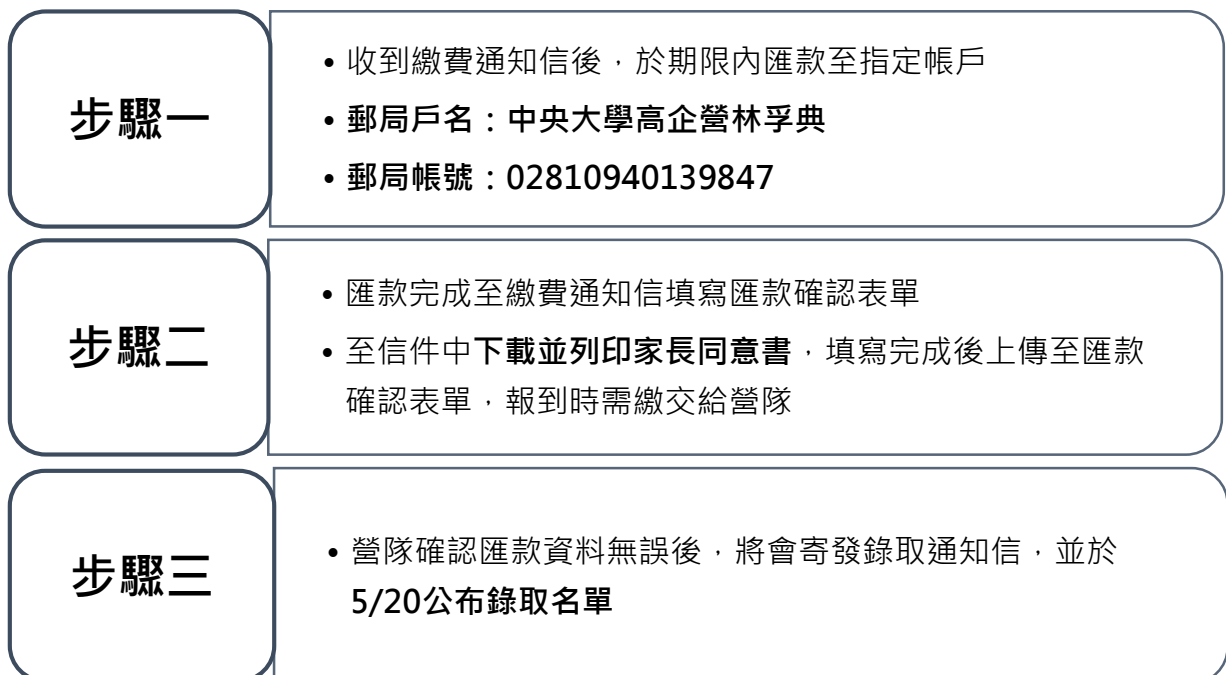 步驟一
• 收到繳費通知信後，於期限內匯款至指定帳戶
• 郵局戶名：中央大學高企營林孚典
• 郵局帳號：02810940139847
步驟二
• 匯款完成至繳費通知信填寫匯款確認表單
• 至信件中下載並列印家長同意書，填寫完成後上傳至匯款
確認表單，報到時需繳交給營隊
步驟三
• 營隊確認匯款資料無誤後，將會寄發錄取通知信，並於
5/20公布錄取名單